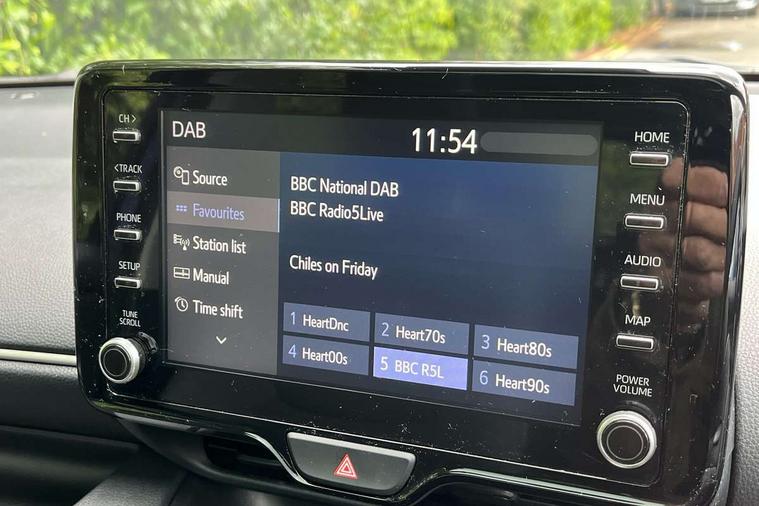 CH >
< TRACK
PHONE
SETUP
TUNE
SCROLL
DAB
11:54
Source
Favourites
Station list
Manual
Time shift
BBC National DAB
BBC Radio5Live
Chiles on Friday
1 HeartDnc
2 Heart70s
3 Heart80s
4 Heart00s
5 BBC R5L
6 Heart90s
HOME
MENU
AUDIO
MAP
POWER
VOLUME